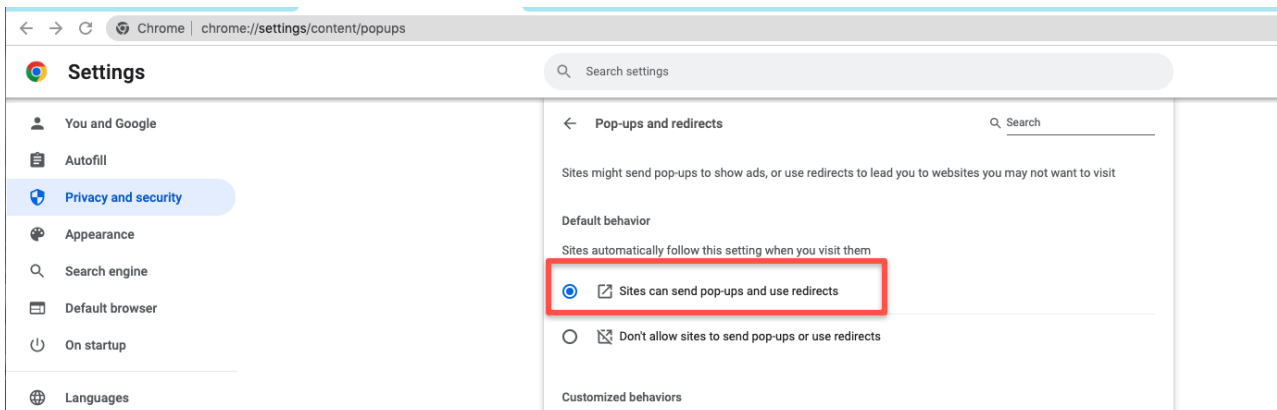 Chrome | chrome://settings/content/popups
Settings
Search settings
You and Google
Autofill
Privacy and security
Appearance
Search engine
Default browser
On startup
Languages
Pop-ups and redirects
Search
Sites might send pop-ups to show ads, or use redirects to lead you to websites you may not want to visit
Default behavior
Sites automatically follow this setting when you visit them
Sites can send pop-ups and use redirects
Don't allow sites to send pop-ups or use redirects
Customized behaviors